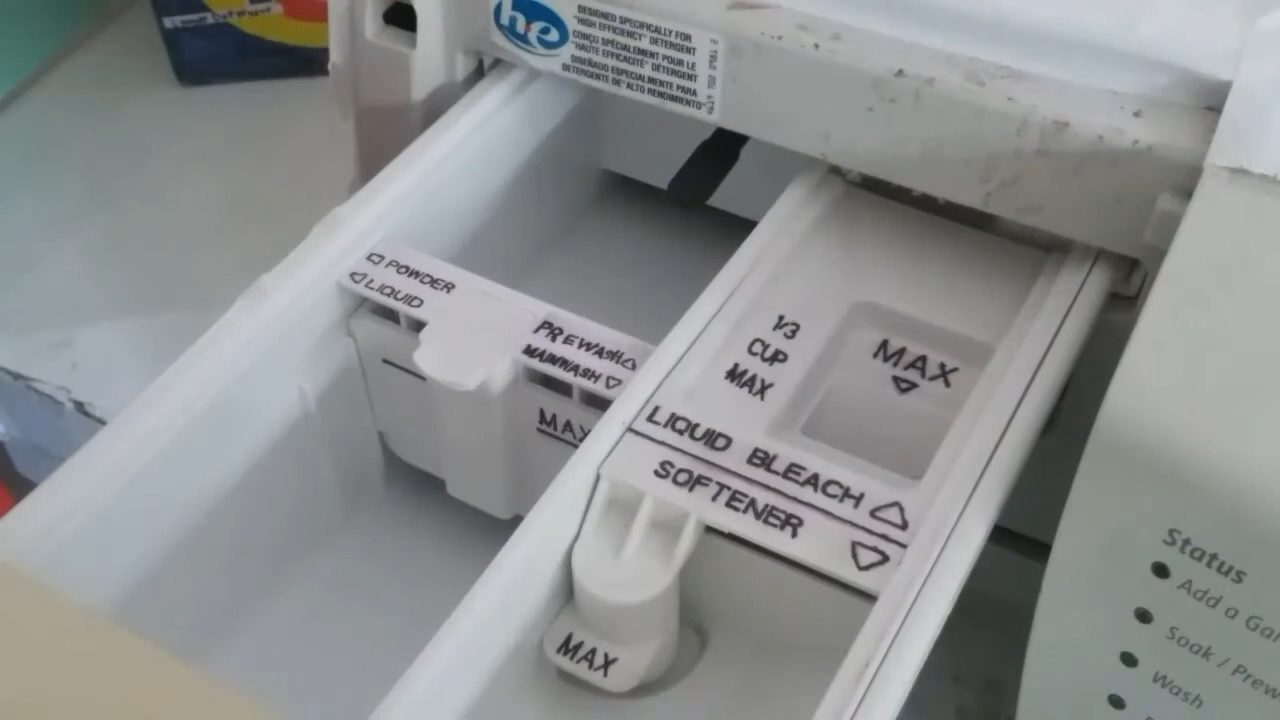 he
DESIGNED SPECIFICALLY FOR
"HIGH EFFICIENCY" DETERGENT
CONÇU SPÉCIALEMENT POUR LE
"HAUTE EFFICACITÉ" DÉTERGENT
DISEÑADO ESPECIALMENTE PARA
DETERGENTE DE "ALTO RENDIMIENTO"
POWDER
LIQUID
PREWASH
MAINWASH
MAX
1/3
CUP
MAX
MAX
LIQUID BLEACH
SOFTENER
MAX
Status
Add a
Soak /
Wash